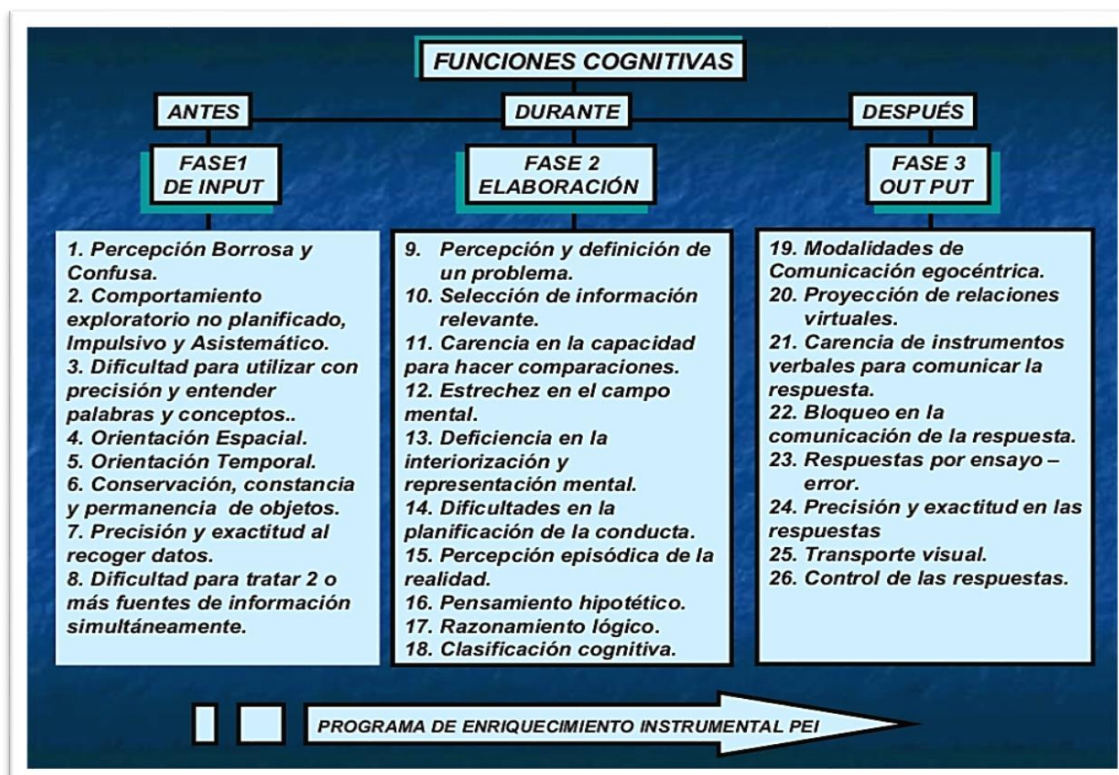 FUNCIONES COGNITIVAS
ANTES
DURANTE
DESPUÉS
FASE1
DE INPUT
FASE 2
ELABORACIÓN
FASE 3
OUT PUT
1. Percepción Borrosa y
Confusa.
2. Comportamiento
exploratorio no planificado,
Impulsivo y Asistemático.
3. Dificultad para utilizar con
precisión y entender
palabras y conceptos..
4. Orientación Espacial.
5. Orientación Temporal.
6. Conservación, constancia
y permanencia de objetos.
7. Precisión y exactitud al
recoger datos.
8. Dificultad para tratar 2 o
más fuentes de información
simultáneamente.
9. Percepción y definición de
un problema.
10. Selección de información
relevante.
11. Carencia en la capacidad
para hacer comparaciones.
12. Estrechez en el campo
mental.
13. Deficiencia en la
interiorización y
representación mental.
14. Dificultades en la
planificación de la conducta.
15. Percepción episódica de la
realidad.
16. Pensamiento hipotético.
17. Razonamiento lógico.
18. Clasificación cognitiva.
19. Modalidades de
Comunicación egocéntrica.
20. Proyección de relaciones
virtuales.
21. Carencia de instrumentos
verbales para comunicar la
respuesta.
22. Bloqueo en la
comunicación de la respuesta.
23. Respuestas por ensayo –
error.
24. Precisión y exactitud en las
respuestas
25. Transporte visual.
26. Control de las respuestas.
PROGRAMA DE ENRIQUECIMIENTO INSTRUMENTAL PEI